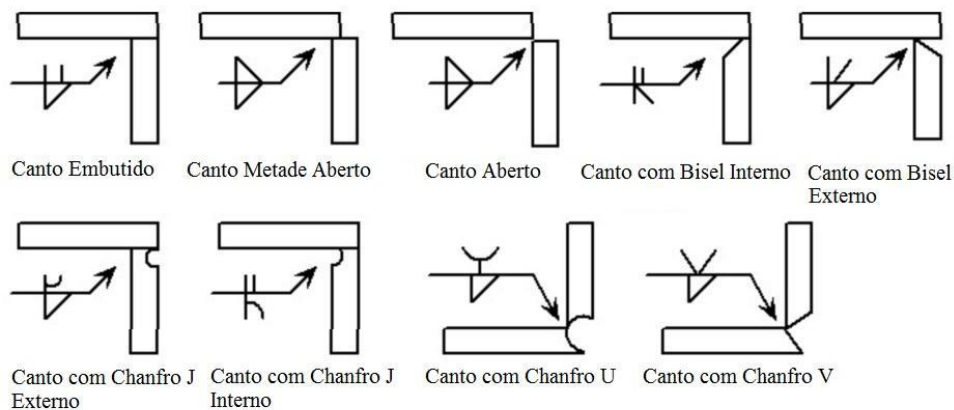 Canto Embutido
Canto Metade Aberto
Canto Aberto
Canto com Bisel Interno
Canto com Bisel
Externo
Canto com Chanfro J
Externo
Canto com Chanfro J
Interno
Canto com Chanfro U
Canto com Chanfro V